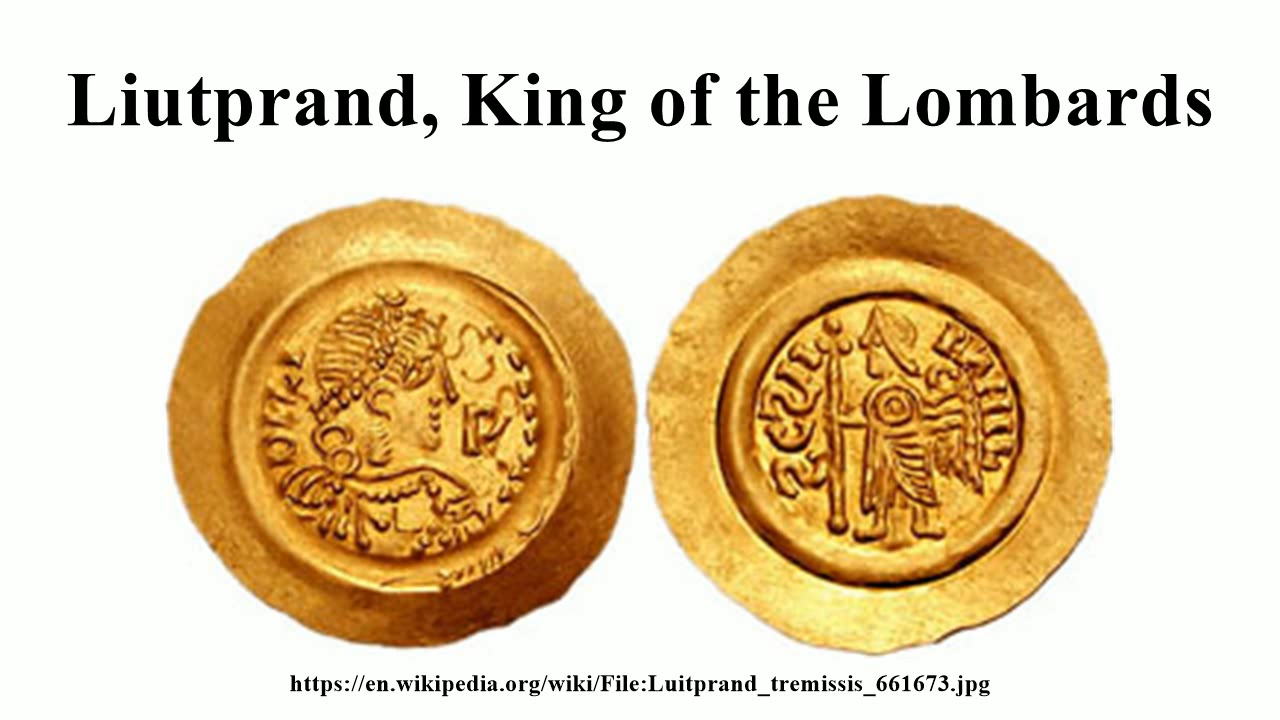 Liutprand, King of the Lombards
https://en.wikipedia.org/wiki/File:Luitprand_tremissis_661673.jpg